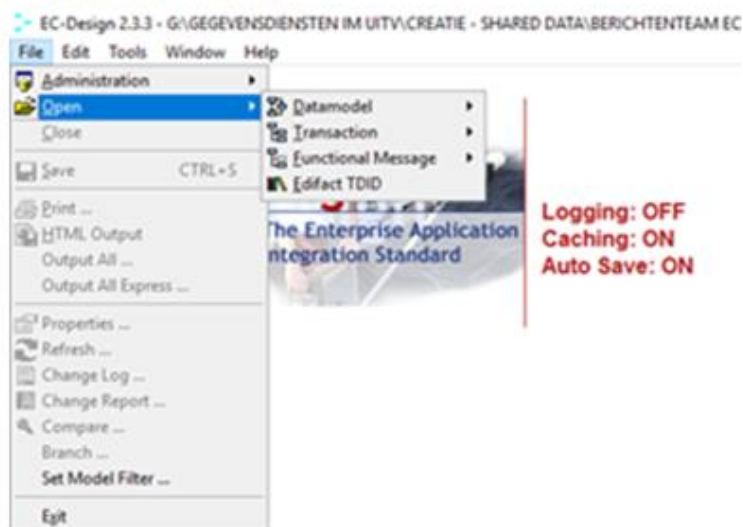 EC-Design 2.3.3 - G:\GEGEVENSDIENSTEN IM UITV\CREATIE - SHARED DATA\BERICHTENTEAM EC
File Edit Tools Window Help
Administration
Open
Close
Save CTRL+S
Print ...
HTML Output
Output All ...
Output All Express ...
Properties ...
Refresh ...
Change Log ...
Change Report ...
Compare ...
Branch ...
Set Model Filter ...
Exit
Datamodel
Transaction
Functional Message
Edifact TDID
The Enterprise Application
ntegration Standard
Logging: OFF
Caching: ON
Auto Save: ON